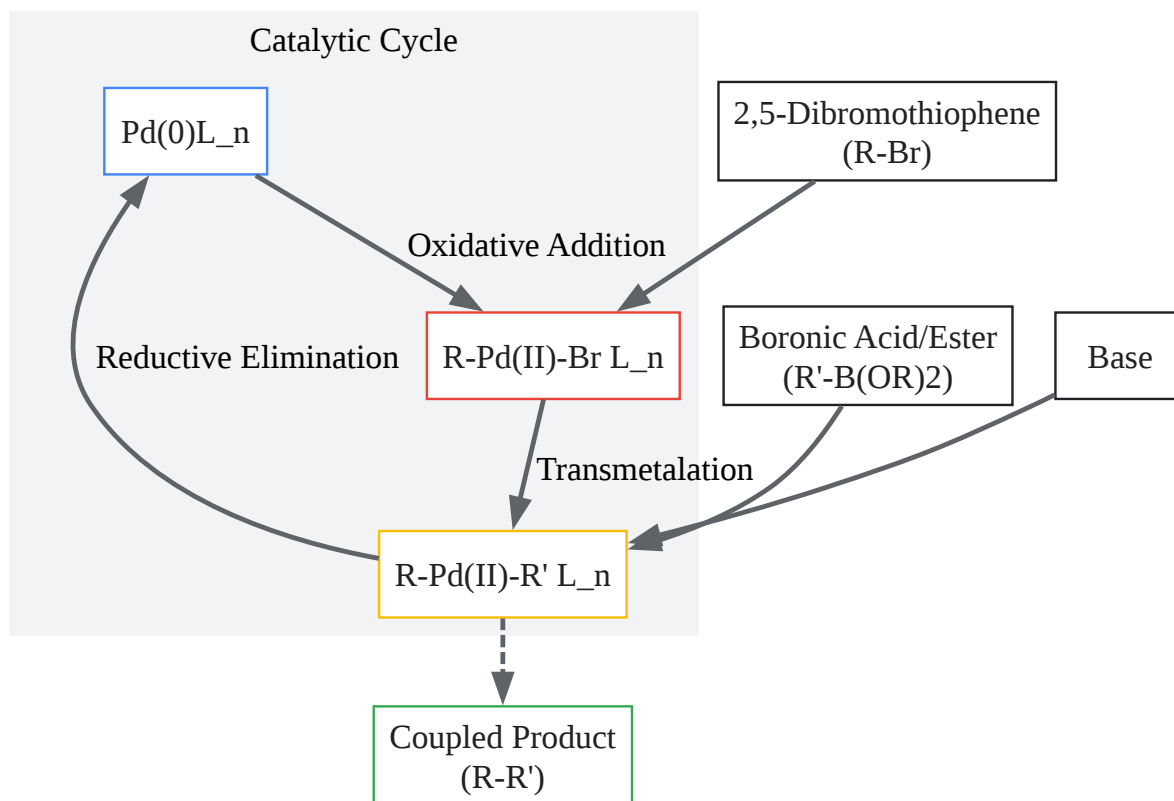 Catalytic Cycle
Pd(0)L_n
2,5-Dibromothiophene
(R-Br)
Oxidative Addition
Reductive Elimination
R-Pd(II)-Br L_n
Boronic Acid/Ester
(R'-B(OR)2)
Base
Transmetalation
R-Pd(II)-R' L_n
Coupled Product
(R-R')